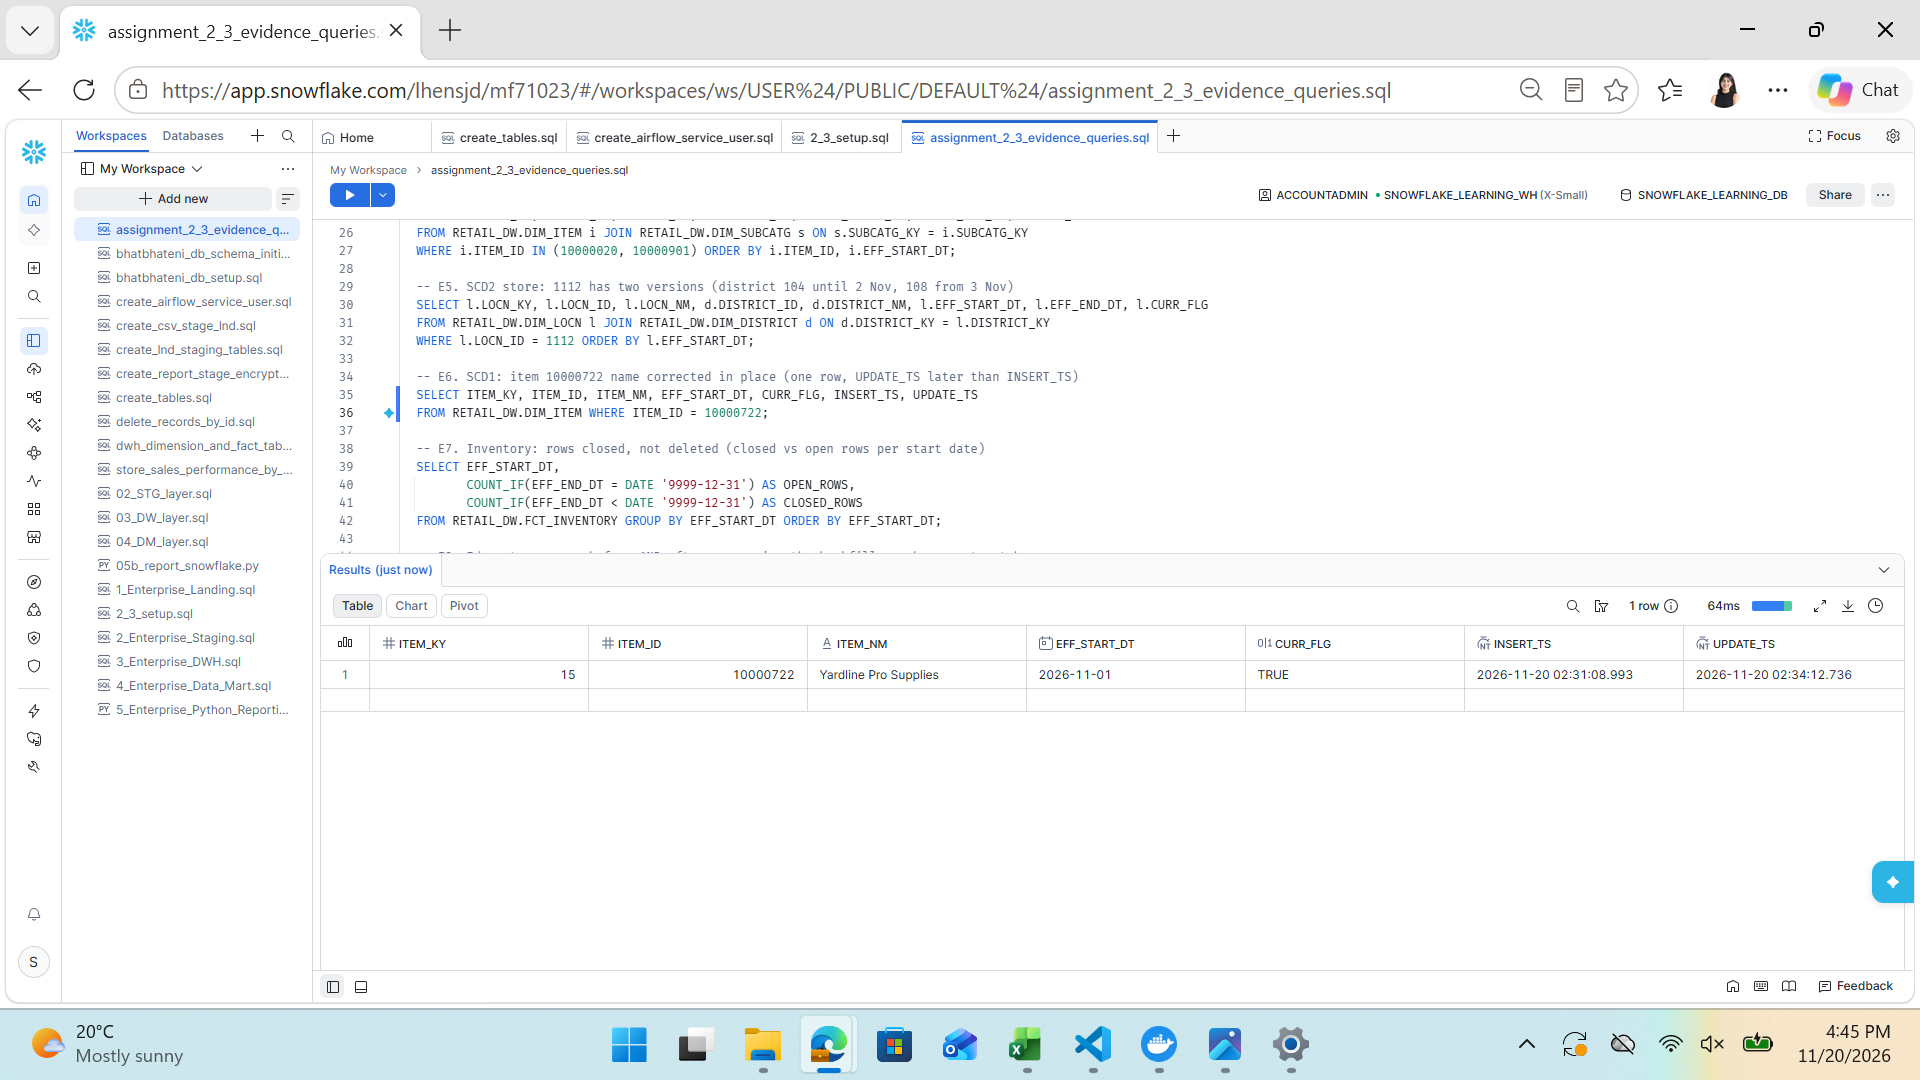 assignment_2_3_evidence_queries.
https://app.snowflake.com/lhensjd/mf71023/#/workspaces/ws/USER%24/PUBLIC/DEFAULT%24/assignment_2_3_evidence_queries.sql
Chat
Workspaces
Databases
Home
create_tables.sql
create_airflow_service_user.sql
2_3_setup.sql
assignment_2_3_evidence_queries.sql
Focus
My Workspace
My Workspace > assignment_2_3_evidence_queries.sql
Add new
ACCOUNTADMIN
SNOWFLAKE_LEARNING_WH (X-Small)
SNOWFLAKE_LEARNING_DB
Share
assignment_2_3_evidence_q...
bhatbhateni_db_schema_initi...
bhatbhateni_db_setup.sql
create_airflow_service_user.sql
create_csv_stage_lnd.sql
create_lnd_staging_tables.sql
create_report_stage_encrypt...
create_tables.sql
delete_records_by_id.sql
dwh_dimension_and_fact_tab...
store_sales_performance_by_...
02_STG_layer.sql
03_DW_layer.sql
04_DM_layer.sql
05b_report_snowflake.py
1_Enterprise_Landing.sql
2_3_setup.sql
2_Enterprise_Staging.sql
3_Enterprise_DWH.sql
4_Enterprise_Data_Mart.sql
5_Enterprise_Python_Reporti...
S
26 FROM RETAIL_DW.DIM_ITEM i JOIN RETAIL_DW.DIM_SUBCATG s ON s.SUBCATG_KY = i.SUBCATG_KY
27 WHERE i.ITEM_ID IN (10000020, 10000901) ORDER BY i.ITEM_ID, i.EFF_START_DT;
28
29 -- E5. SCD2 store: 1112 has two versions (district 104 until 2 Nov, 108 from 3 Nov)
30 SELECT l.LOCN_KY, l.LOCN_ID, l.LOCN_NM, d.DISTRICT_ID, d.DISTRICT_NM, l.EFF_START_DT, l.EFF_END_DT, l.CURR_FLG
31 FROM RETAIL_DW.DIM_LOCN l JOIN RETAIL_DW.DIM_DISTRICT d ON d.DISTRICT_KY = l.DISTRICT_KY
32 WHERE l.LOCN_ID = 1112 ORDER BY l.EFF_START_DT;
33
34 -- E6. SCD1: item 10000722 name corrected in place (one row, UPDATE_TS later than INSERT_TS)
35 SELECT ITEM_KY, ITEM_ID, ITEM_NM, EFF_START_DT, CURR_FLG, INSERT_TS, UPDATE_TS
36 FROM RETAIL_DW.DIM_ITEM WHERE ITEM_ID = 10000722;
37
38 -- E7. Inventory: rows closed, not deleted (closed vs open rows per start date)
39 SELECT EFF_START_DT,
40 COUNT_IF(EFF_END_DT = DATE '9999-12-31') AS OPEN_ROWS,
41 COUNT_IF(EFF_END_DT < DATE '9999-12-31') AS CLOSED_ROWS
42 FROM RETAIL_DW.FCT_INVENTORY GROUP BY EFF_START_DT ORDER BY EFF_START_DT;
43
Results (just now)
Table
Chart
Pivot
1 row
64ms
ITEM_KY ITEM_ID ITEM_NM EFF_START_DT CURR_FLG INSERT_TS UPDATE_TS
1 15 10000722 Yardline Pro Supplies 2026-11-01 TRUE 2026-11-20 02:31:08.993 2026-11-20 02:34:12.736
Feedback
20°C
Mostly sunny
4:45 PM
11/20/2026